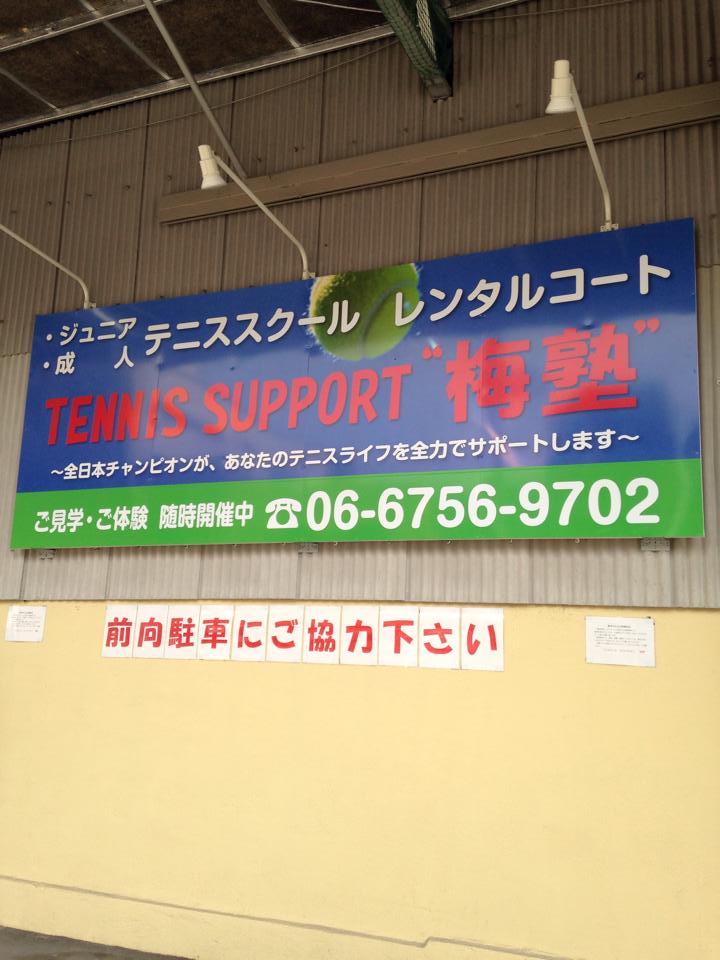 ・ジュニア
・成　人
テニススクール レンタルコート
TENNIS SUPPORT "梅塾"
～全日本チャンピオンが、あなたのテニスライフを全力でサポートします～
ご見学・ご体験 随時開催中 ☎06-6756-9702
前向駐車にご協力下さい